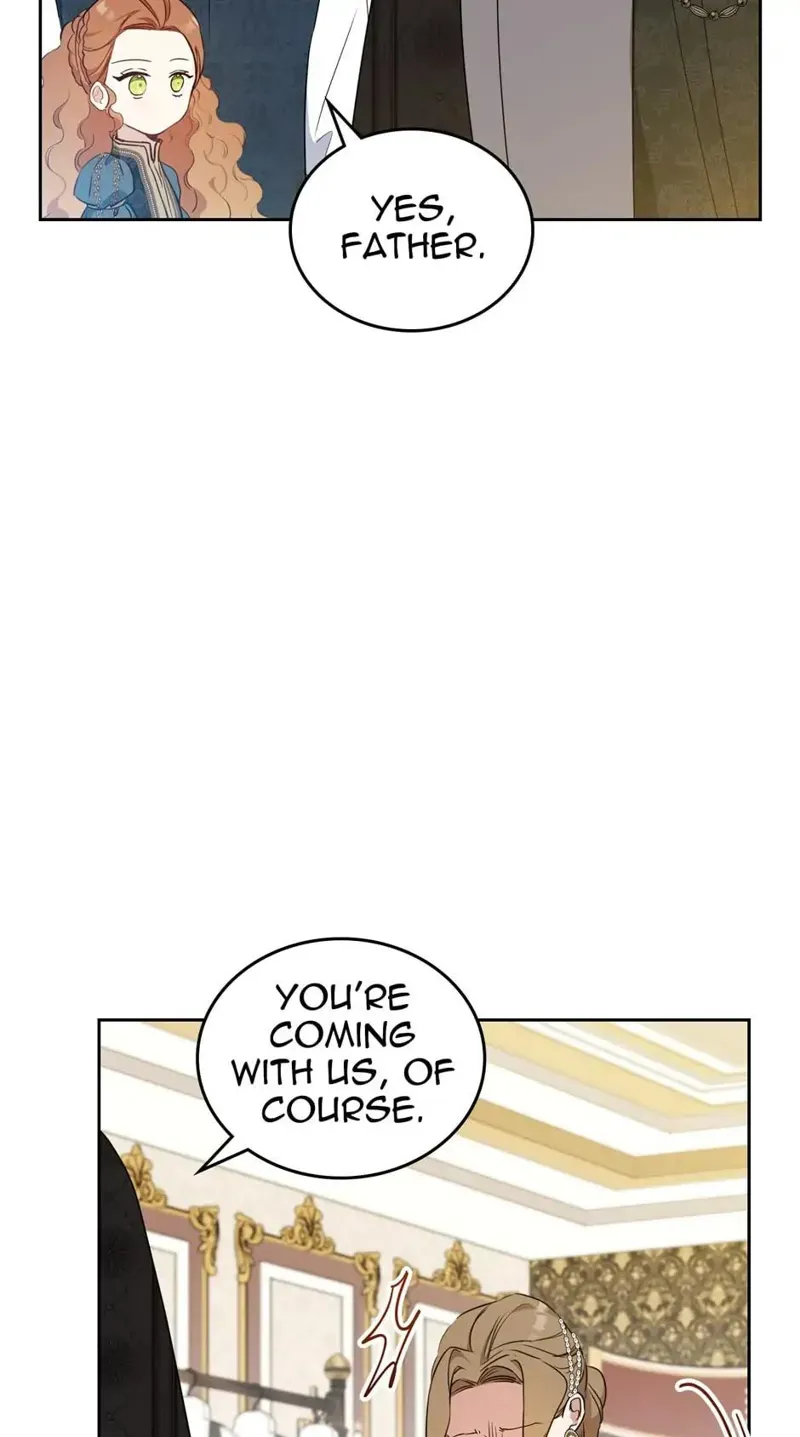 YES,
FATHER.
YOU'RE
COMING
WITH US, OF
COURSE.